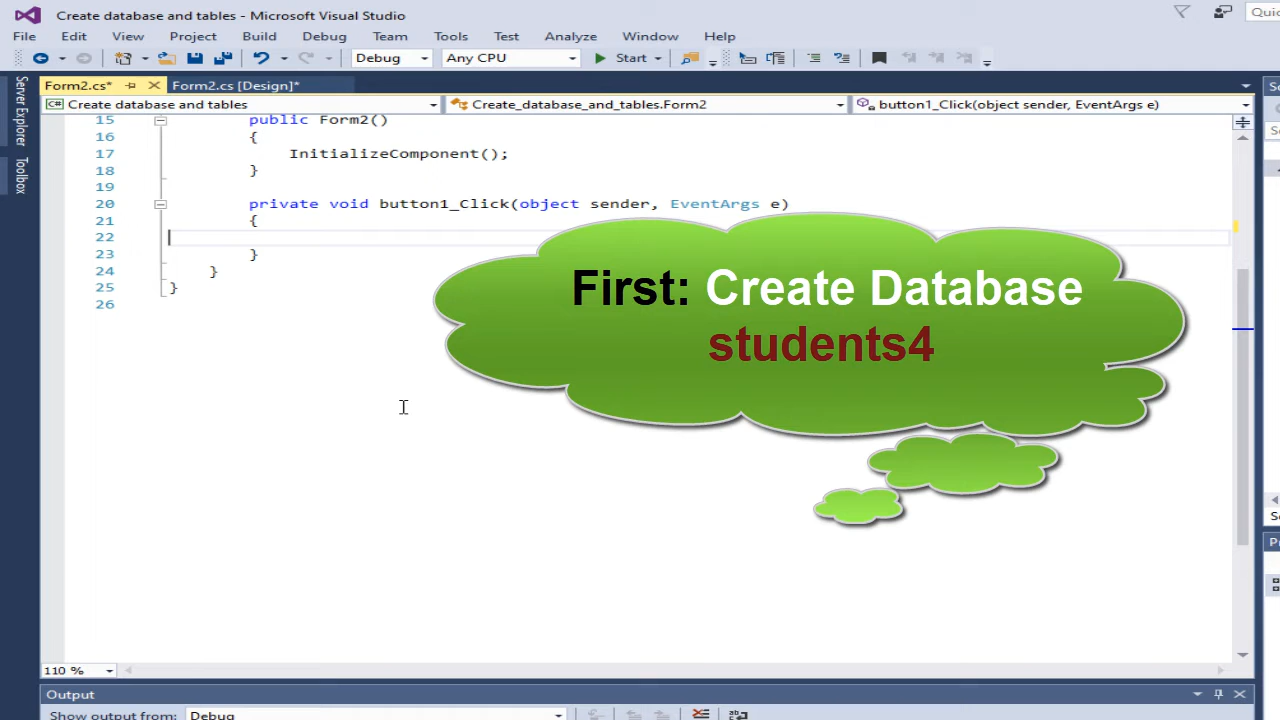 Create database and tables - Microsoft Visual Studio
Quic
File Edit View Project Build Debug Team Tools Test Analyze Window Help
Debug Any CPU Start
Form2.cs* Form2.cs [Design]*
C# Create database and tables Create_database_and_tables.Form2 button1_Click(object sender, EventArgs e)
Server Explorer
Toolbox
15 public Form2()
16 {
17 InitializeComponent();
18 }
19
20 private void button1_Click(object sender, EventArgs e)
21 {
22
23 }
24 }
25 }
26
First: Create Database
students4
110 %
Output
Show output from: Debug